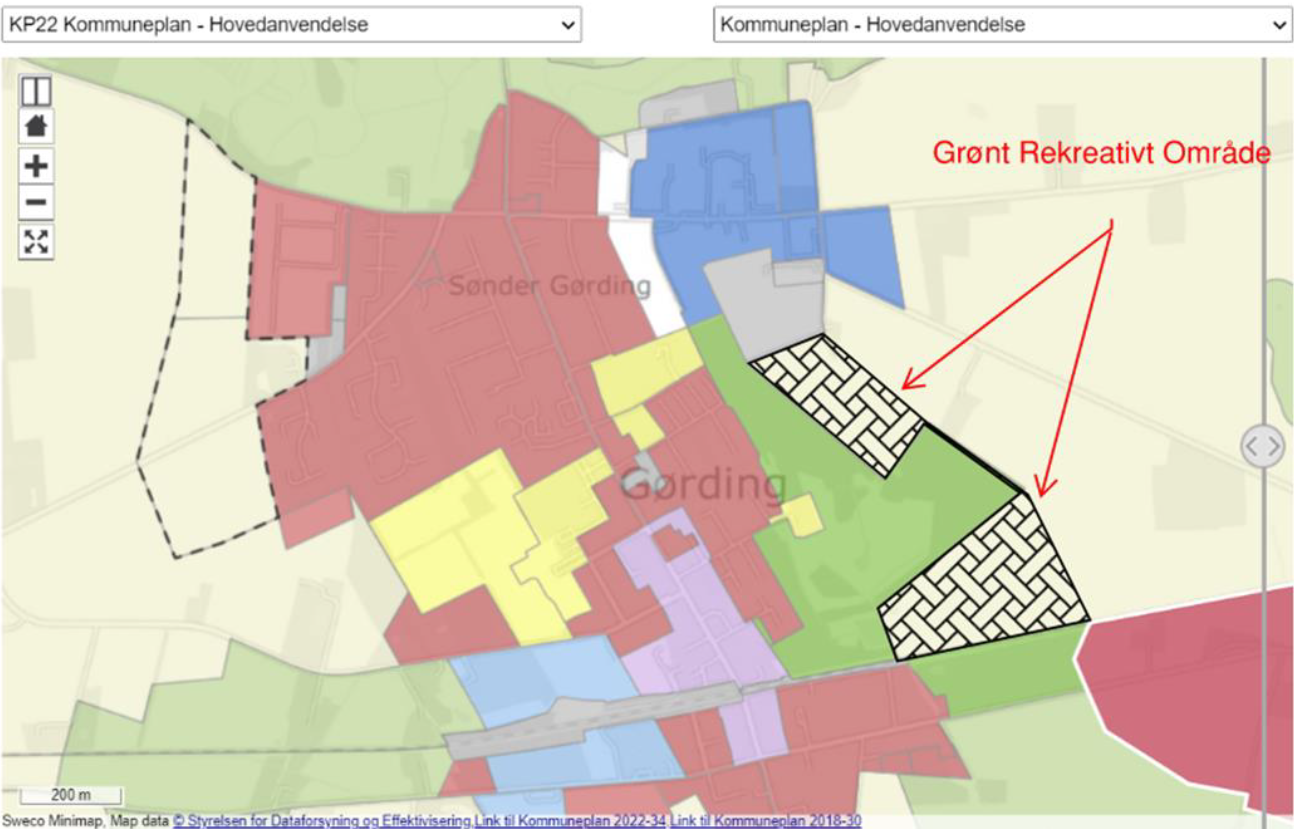 KP22 Kommuneplan - Hovedanvendelse
Kommuneplan - Hovedanvendelse
Grønt Rekreativt Område
Sønder Gørding
Gørding
200 m
Sweco Minimap, Map data © Styrelsen for Dataforsyning og Effektivisering,Link til Kommuneplan 2022-34 Link til Kommuneplan 2018-30